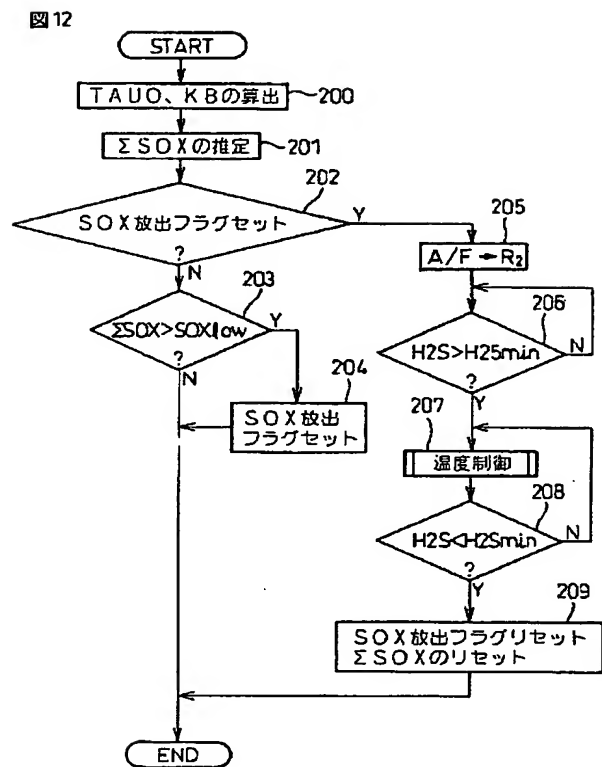 図12
START
TAUO、KBの算出
200
ΣSOXの推定
201
202
SOX放出フラグセット
?
Y
N
203
ΣSOX>SOXlow
?
Y
N
204
SOX放出
フラグセット
205
A/F→R₂
206
H2S>H25min
?
N
Y
207
温度制御
208
H2S<H2Smin
?
N
Y
209
SOX放出フラグリセット
ΣSOXのリセット
END